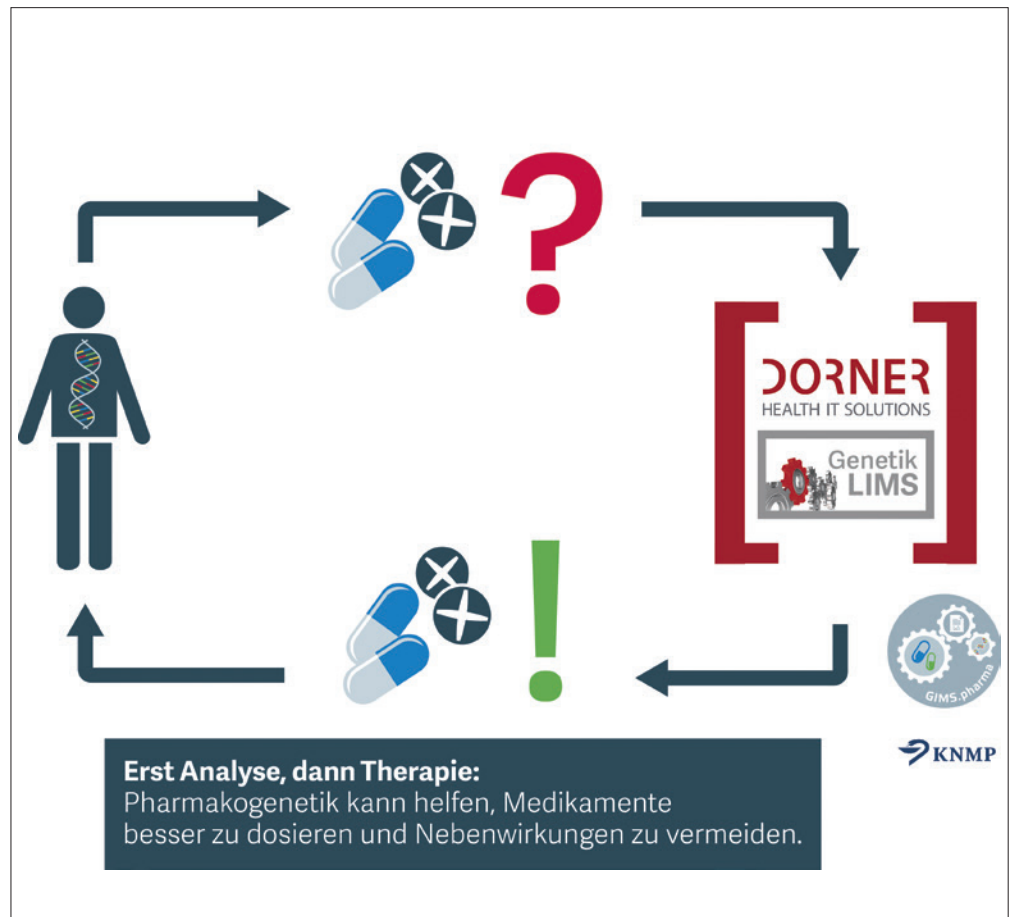 ?
DORNER
HEALTH IT SOLUTIONS
Genetik
LIMS
!
GIMS.pharma
KNMP
Erst Analyse, dann Therapie:
Pharmakogenetik kann helfen, Medikamente
besser zu dosieren und Nebenwirkungen zu vermeiden.